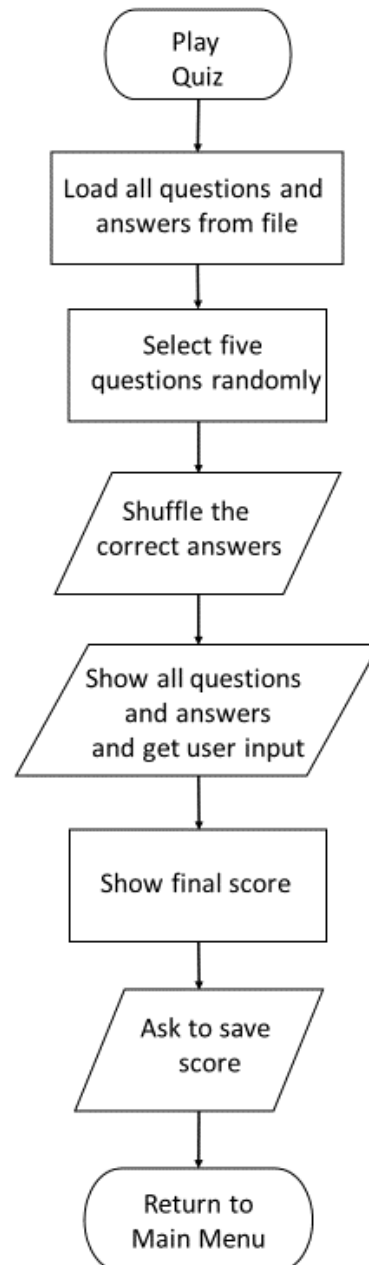 Play
Quiz
Load all questions and
answers from file
Select five
questions randomly
Shuffle the
correct answers
Show all questions
and answers
and get user input
Show final score
Ask to save
score
Return to
Main Menu